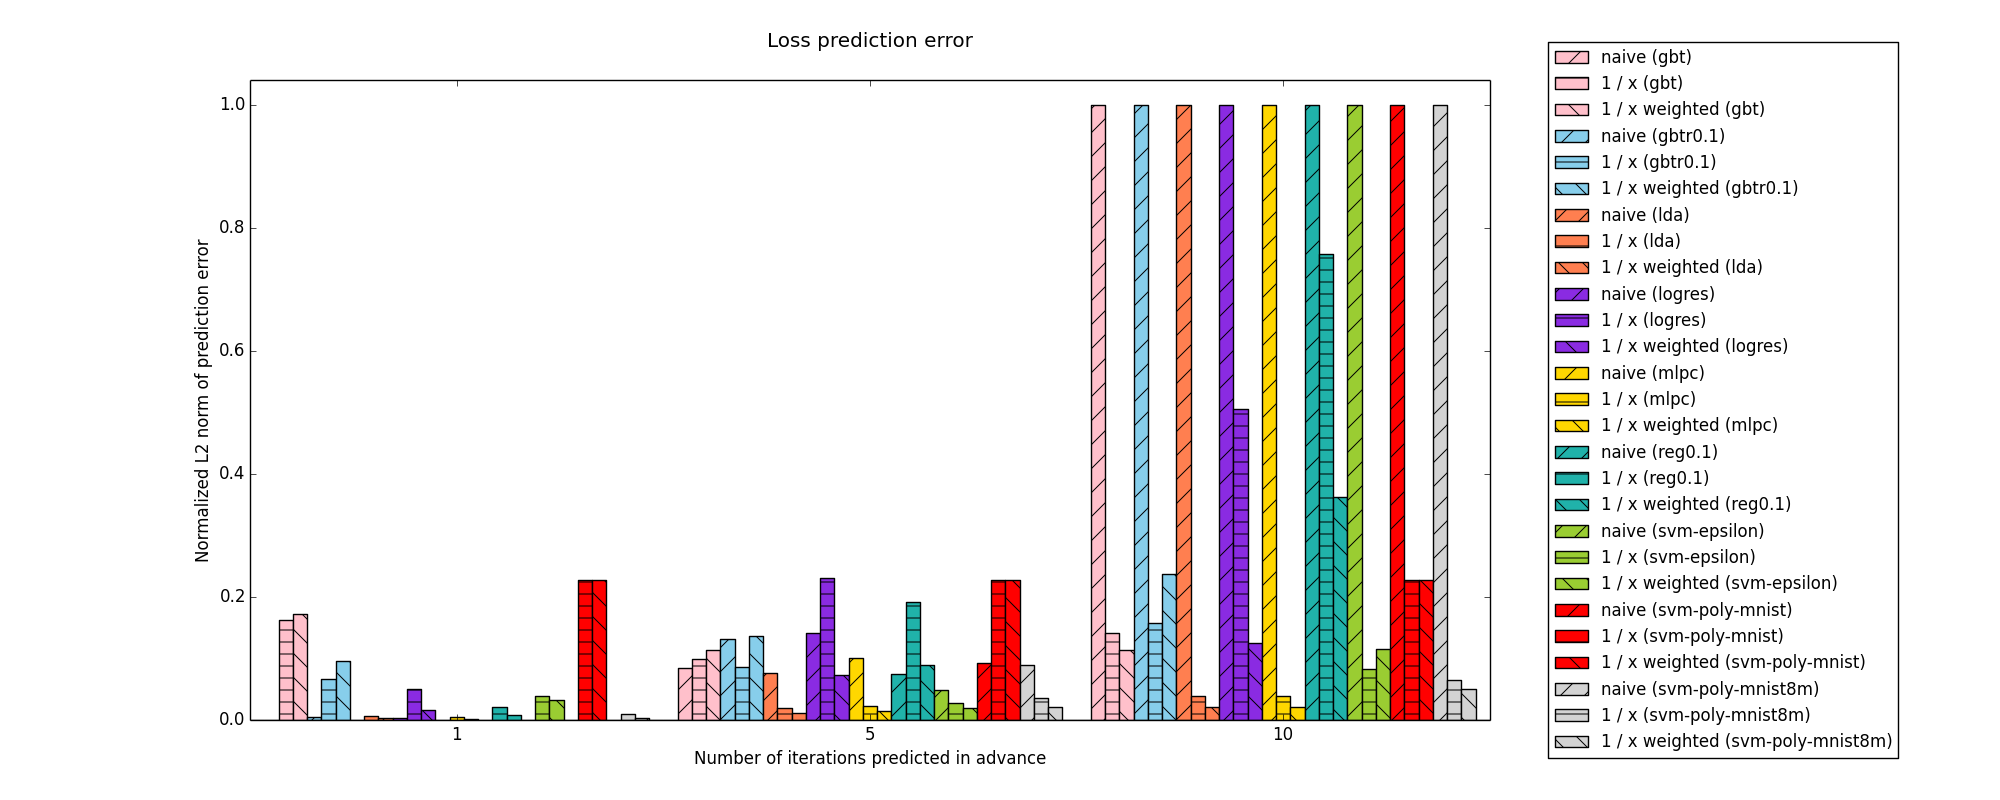 Loss prediction error
Normalized L2 norm of prediction error
1.0
0.8
0.6
0.4
0.2
0.0
1
5
10
Number of iterations predicted in advance
naive (gbt)
1 / x (gbt)
1 / x weighted (gbt)
naive (gbtr0.1)
1 / x (gbtr0.1)
1 / x weighted (gbtr0.1)
naive (lda)
1 / x (lda)
1 / x weighted (lda)
naive (logres)
1 / x (logres)
1 / x weighted (logres)
naive (mlpc)
1 / x (mlpc)
1 / x weighted (mlpc)
naive (reg0.1)
1 / x (reg0.1)
1 / x weighted (reg0.1)
naive (svm-epsilon)
1 / x (svm-epsilon)
1 / x weighted (svm-epsilon)
naive (svm-poly-mnist)
1 / x (svm-poly-mnist)
1 / x weighted (svm-poly-mnist)
naive (svm-poly-mnist8m)
1 / x (svm-poly-mnist8m)
1 / x weighted (svm-poly-mnist8m)